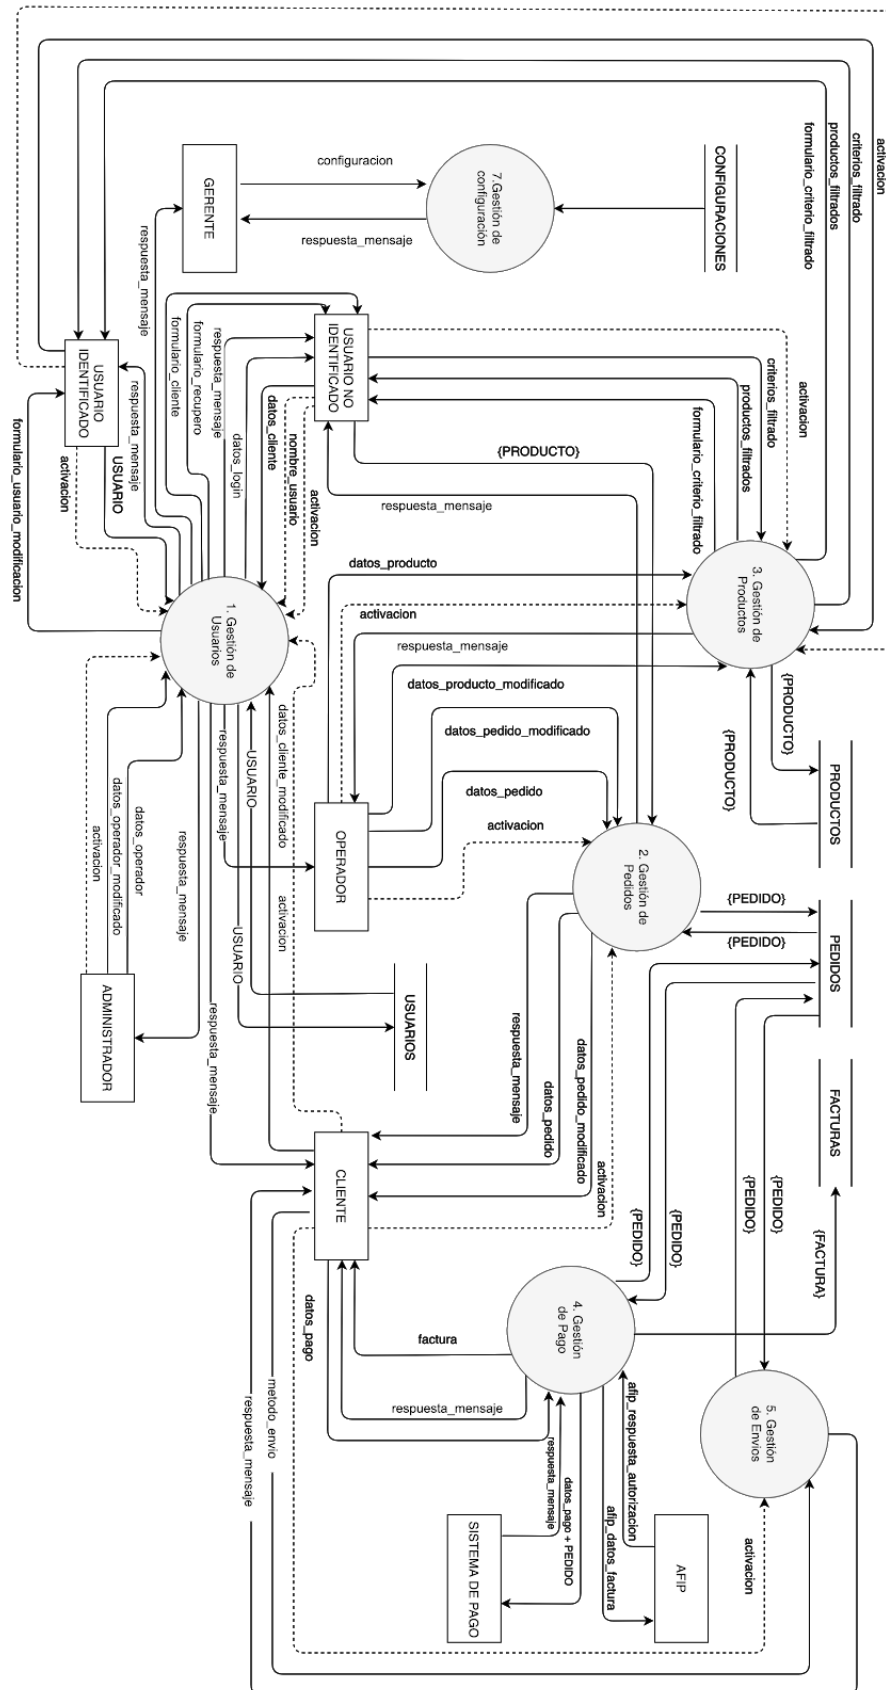 activacion
criterios_filtrado
productos_filtrados
formulario_criterio_filtrado
CONFIGURACIONES
7.Gestión de
configuración
configuracion
respuesta_mensaje
GERENTE
respuesta_mensaje
formulario_cliente
formulario_recupero
respuesta_mensaje
datos_login
datos_cliente
nombre_usuario
activacion
USUARIO NO
IDENTIFICADO
activacion
criterios_filtrado
productos_filtrados
formulario_criterio_filtrado
{PRODUCTO}
respuesta_mensaje
USUARIO
IDENTIFICADO
respuesta_mensaje
USUARIO
activacion
formulario_usuario_modificacion
1. Gestión de
Usuarios
3. Gestión de
Productos
datos_producto
activacion
respuesta_mensaje
datos_producto_modificado
datos_pedido_modificado
datos_pedido
activacion
{PRODUCTO}
{PRODUCTO}
PRODUCTOS
OPERADOR
2. Gestión de
Pedidos
{PEDIDO}
{PEDIDO}
PEDIDOS
datos_cliente_modificado
USUARIO
respuesta_mensaje
datos_operador
datos_operador_modificado
activacion
respuesta_mensaje
ADMINISTRADOR
USUARIO
activacion
USUARIOS
respuesta_mensaje
respuesta_mensaje
datos_pedido
datos_pedido_modificado
activacion
FACTURAS
CLIENTE
{PEDIDO}
{PEDIDO}
{PEDIDO}
{PEDIDO}
{FACTURA}
4. Gestión
de Pago
5. Gestión
de Envios
datos_pago
factura
respuesta_mensaje
metodo_envio
respuesta_mensaje
afip_respuesta_autorizacion
afip_datos_factura
datos_pago + PEDIDO
respuesta_mensaje
SISTEMA DE PAGO
AFIP
activacion